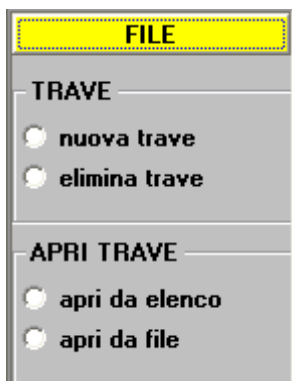 FILE
TRAVE
nuova trave
elimina trave
APRI TRAVE
apri da elenco
apri da file